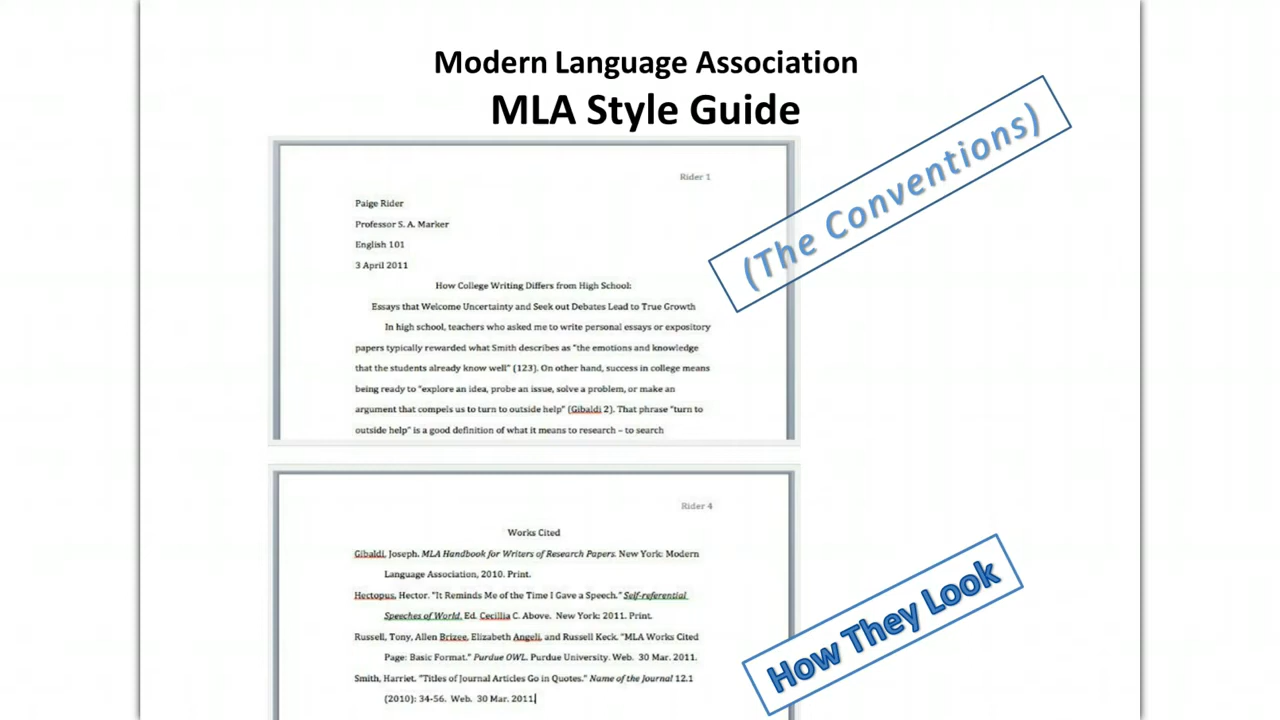 Modern Language Association
MLA Style Guide
(The Conventions)
Rider 1
Paige Rider
Professor S. A. Marker
English 101
3 April 2011
How College Writing Differs from High School:
Essays that Welcome Uncertainty and Seek out Debates Lead to True Growth
In high school, teachers who asked me to write personal essays or expository
papers typically rewarded what Smith describes as "the emotions and knowledge
that the students already know well" (123). On other hand, success in college means
being ready to "explore an idea, probe an issue, solve a problem, or make an
argument that compels us to turn to outside help" (Gibaldi 2). That phrase "turn to
outside help" is a good definition of what it means to research – to search
Rider 4
Works Cited
Gibaldi, Joseph. MLA Handbook for Writers of Research Papers. New York: Modern
Language Association, 2010. Print.
Hectopus, Hector. "It Reminds Me of the Time I Gave a Speech." Self-referential
Speeches of World, Ed. Cecillia C. Above. New York: 2011. Print.
Russell, Tony, Allen Brizee, Elizabeth Angeli, and Russell Keck. "MLA Works Cited
Page: Basic Format." Purdue OWL. Purdue University. Web. 30 Mar. 2011.
Smith, Harriet. "Titles of Journal Articles Go in Quotes." Name of the Journal 12.1
(2010): 34-56. Web. 30 Mar. 2011.
How They Look